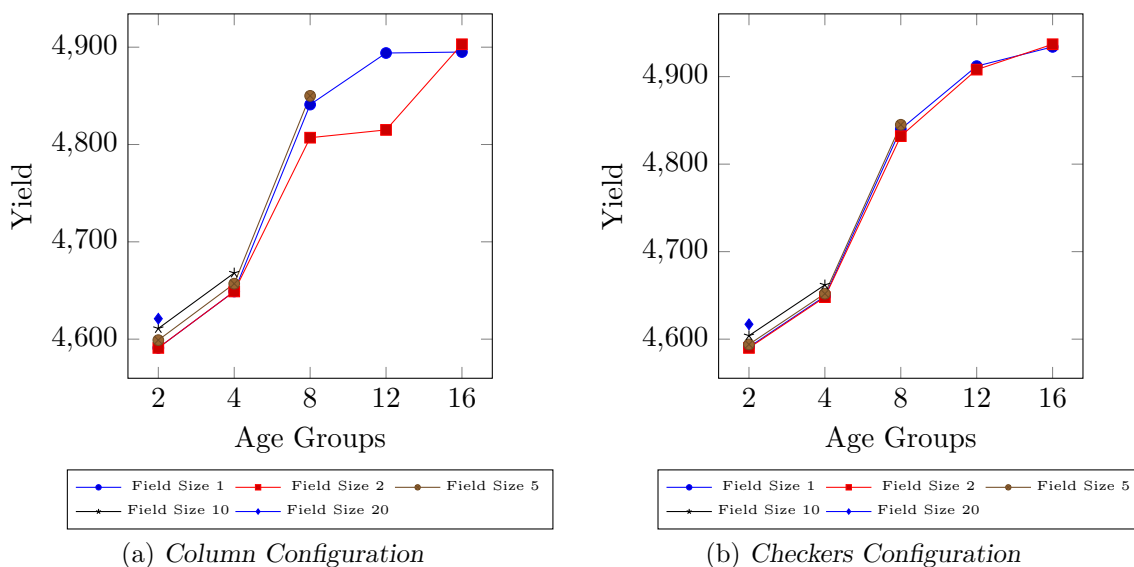 4,900
4,800
4,700
4,600
Yield
2 4 8 12 16
Age Groups
Field Size 1 Field Size 2 Field Size 5
Field Size 10 Field Size 20
(a) Column Configuration
4,900
4,800
4,700
4,600
Yield
2 4 8 12 16
Age Groups
Field Size 1 Field Size 2 Field Size 5
Field Size 10 Field Size 20
(b) Checkers Configuration